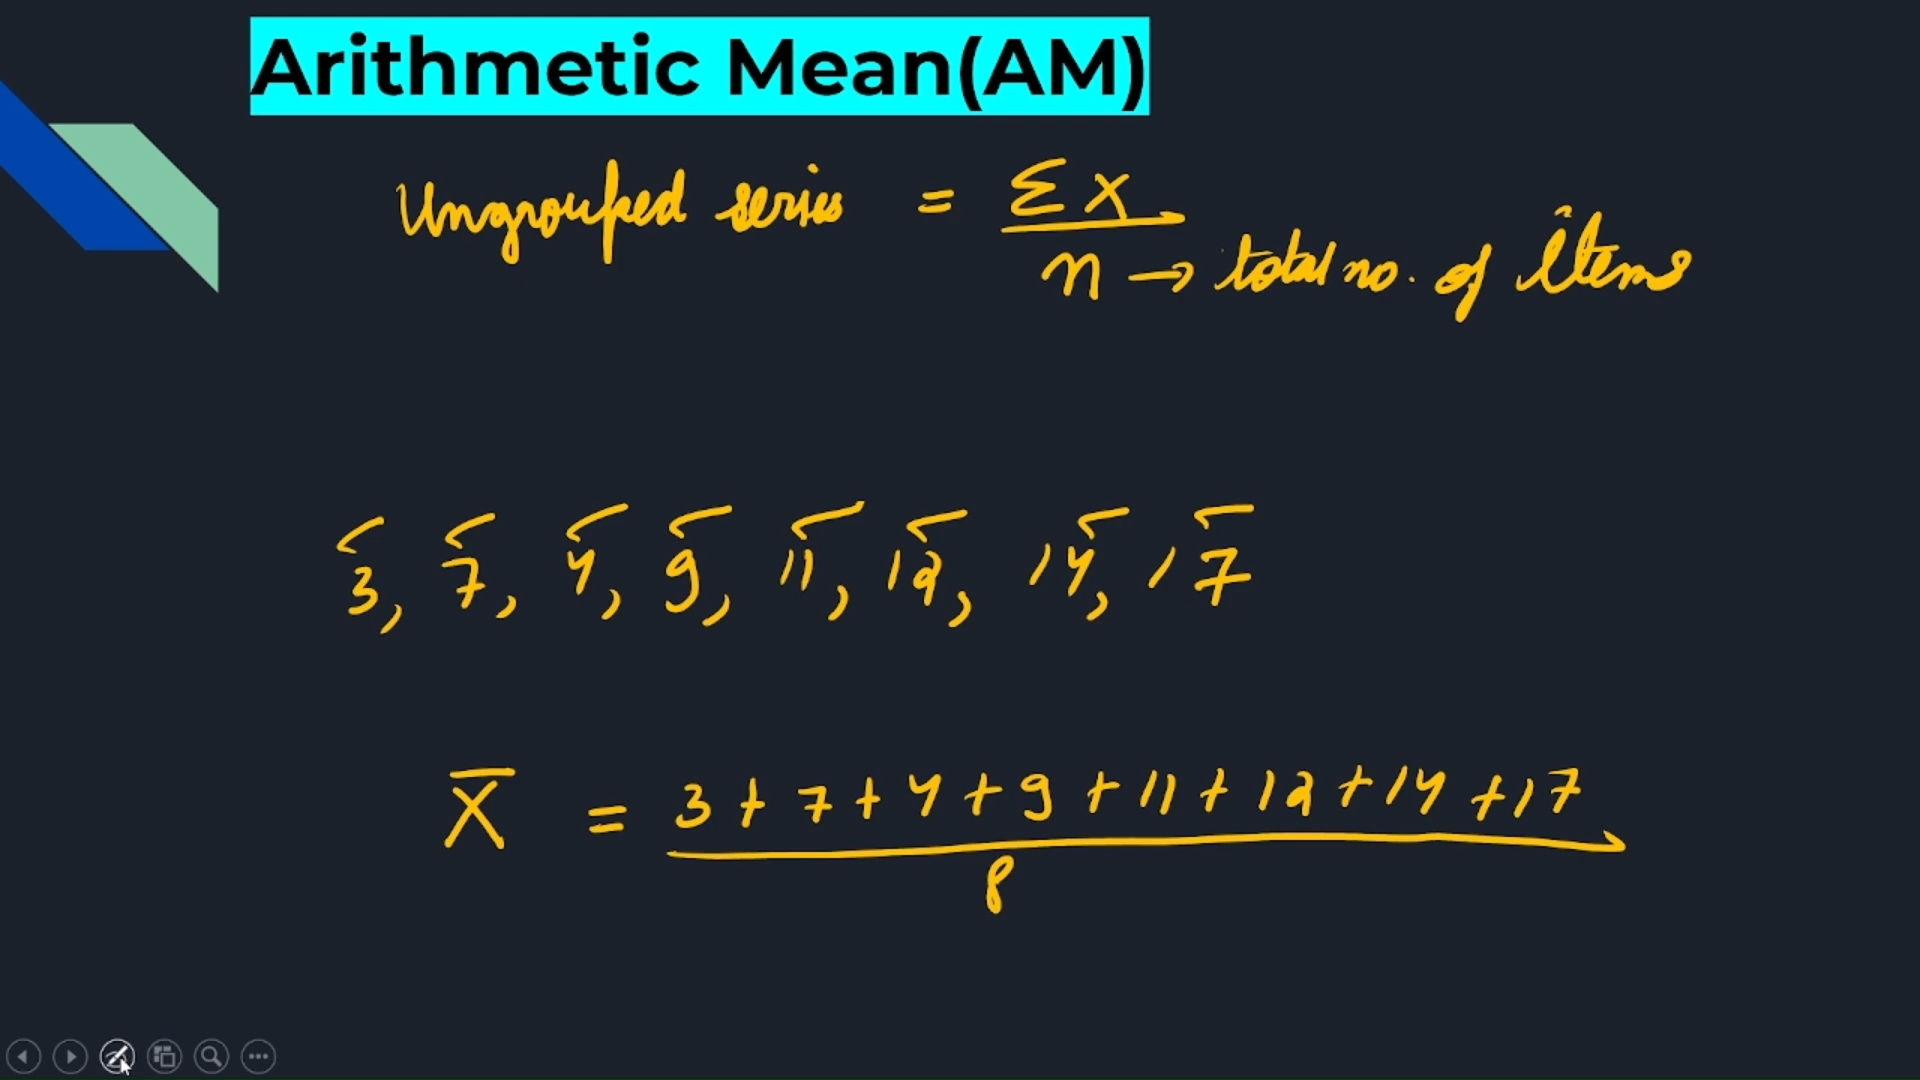 Arithmetic Mean(AM)
Ungrouped series = Σx
n → total no. of items
3, 7, 4, 9, 11, 12, 14, 17
X̅ = 3 + 7 + 4 + 9 + 11 + 12 + 14 + 17
8